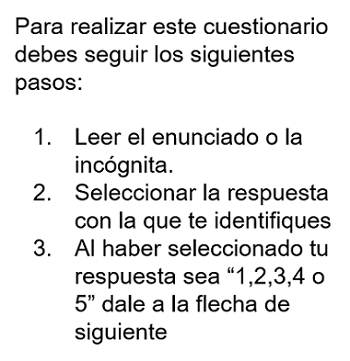 Para realizar este cuestionario
debes seguir los siguientes
pasos:
1. Leer el enunciado o la
incógnita.
2. Seleccionar la respuesta
con la que te identifiques
3. Al haber seleccionado tu
respuesta sea “1,2,3,4 o
5” dale a la flecha de
siguiente